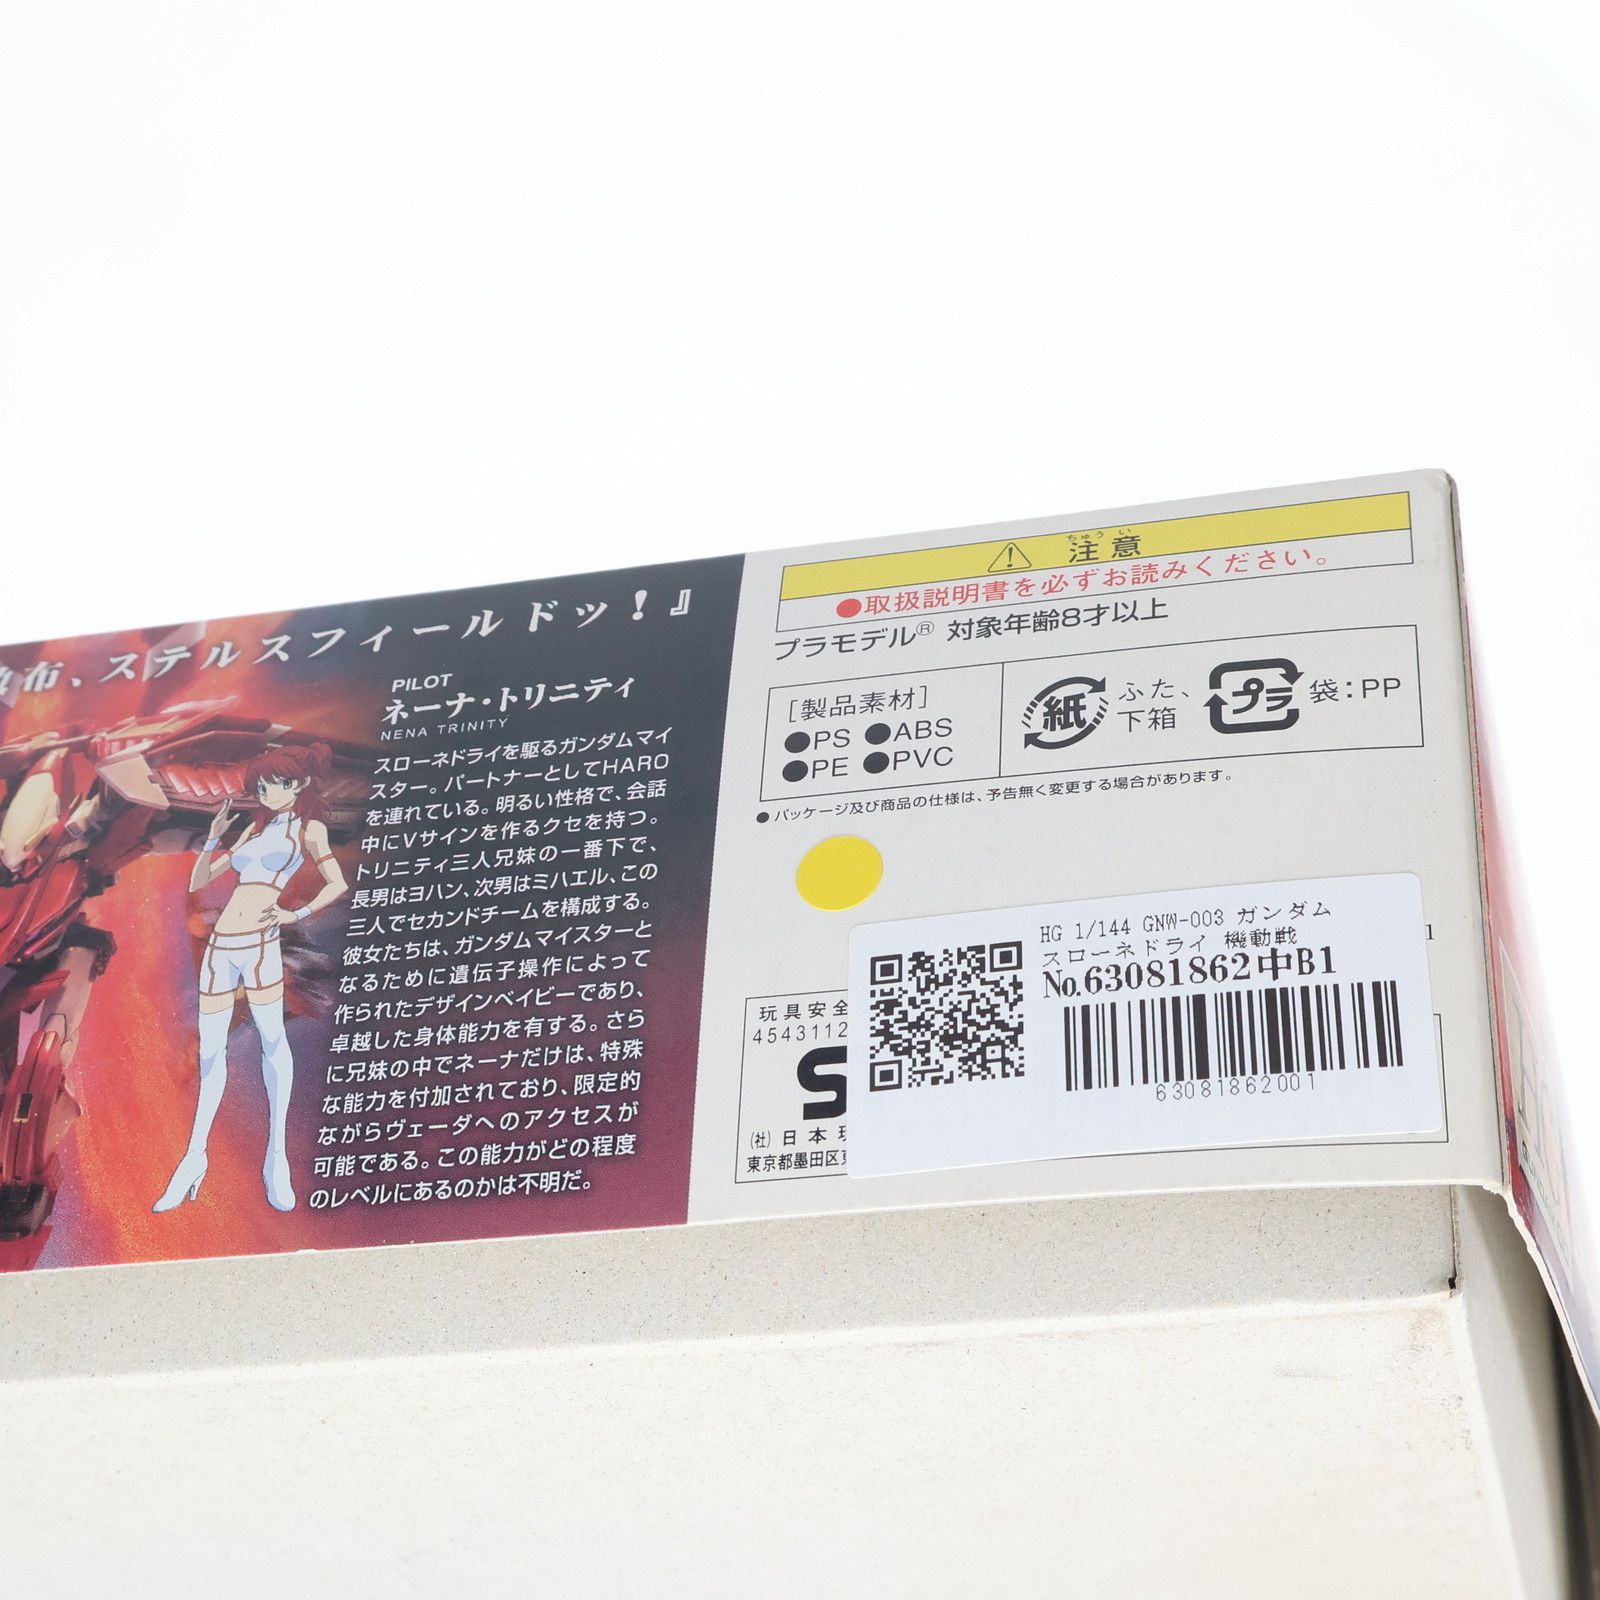 布、ステルスフィールドッ！』
PILOT
ネーナ・トリニティ
NENA TRINITY
スローネドライを駆るガンダムマイ
スター。パートナーとしてHARO
を連れている。明るい性格で、会話
中にVサインを作るクセを持つ。
トリニティ三人兄妹の一番下で、
長男はヨハン、次男はミハエル、この
三人でセカンドチームを構成する。
彼女たちは、ガンダムマイスターと
なるために遺伝子操作によって
作られたデザインベイビーであり、
卓越した身体能力を有する。さら
に兄妹の中でネーナだけは、特殊
な能力を付加されており、限定的
ながらヴェーダへのアクセスが
可能である。この能力がどの程度
のレベルにあるのかは不明だ。
ちゅう い
注意
●取扱説明書を必ずお読みください。
プラモデル® 対象年齢8才以上
［製品素材］
●PS ●ABS
●PE ●PVC
紙 ふた、
下箱
プラ 袋：PP
●パッケージ及び商品の仕様は、予告無く変更する場合があります。
HG 1/144 GNW-003 ガンダム
スローネドライ 機動戦
No.63081862中B1
63081862001
1
玩具安全
4543112
S
(社)日本玩
東京都墨田区東